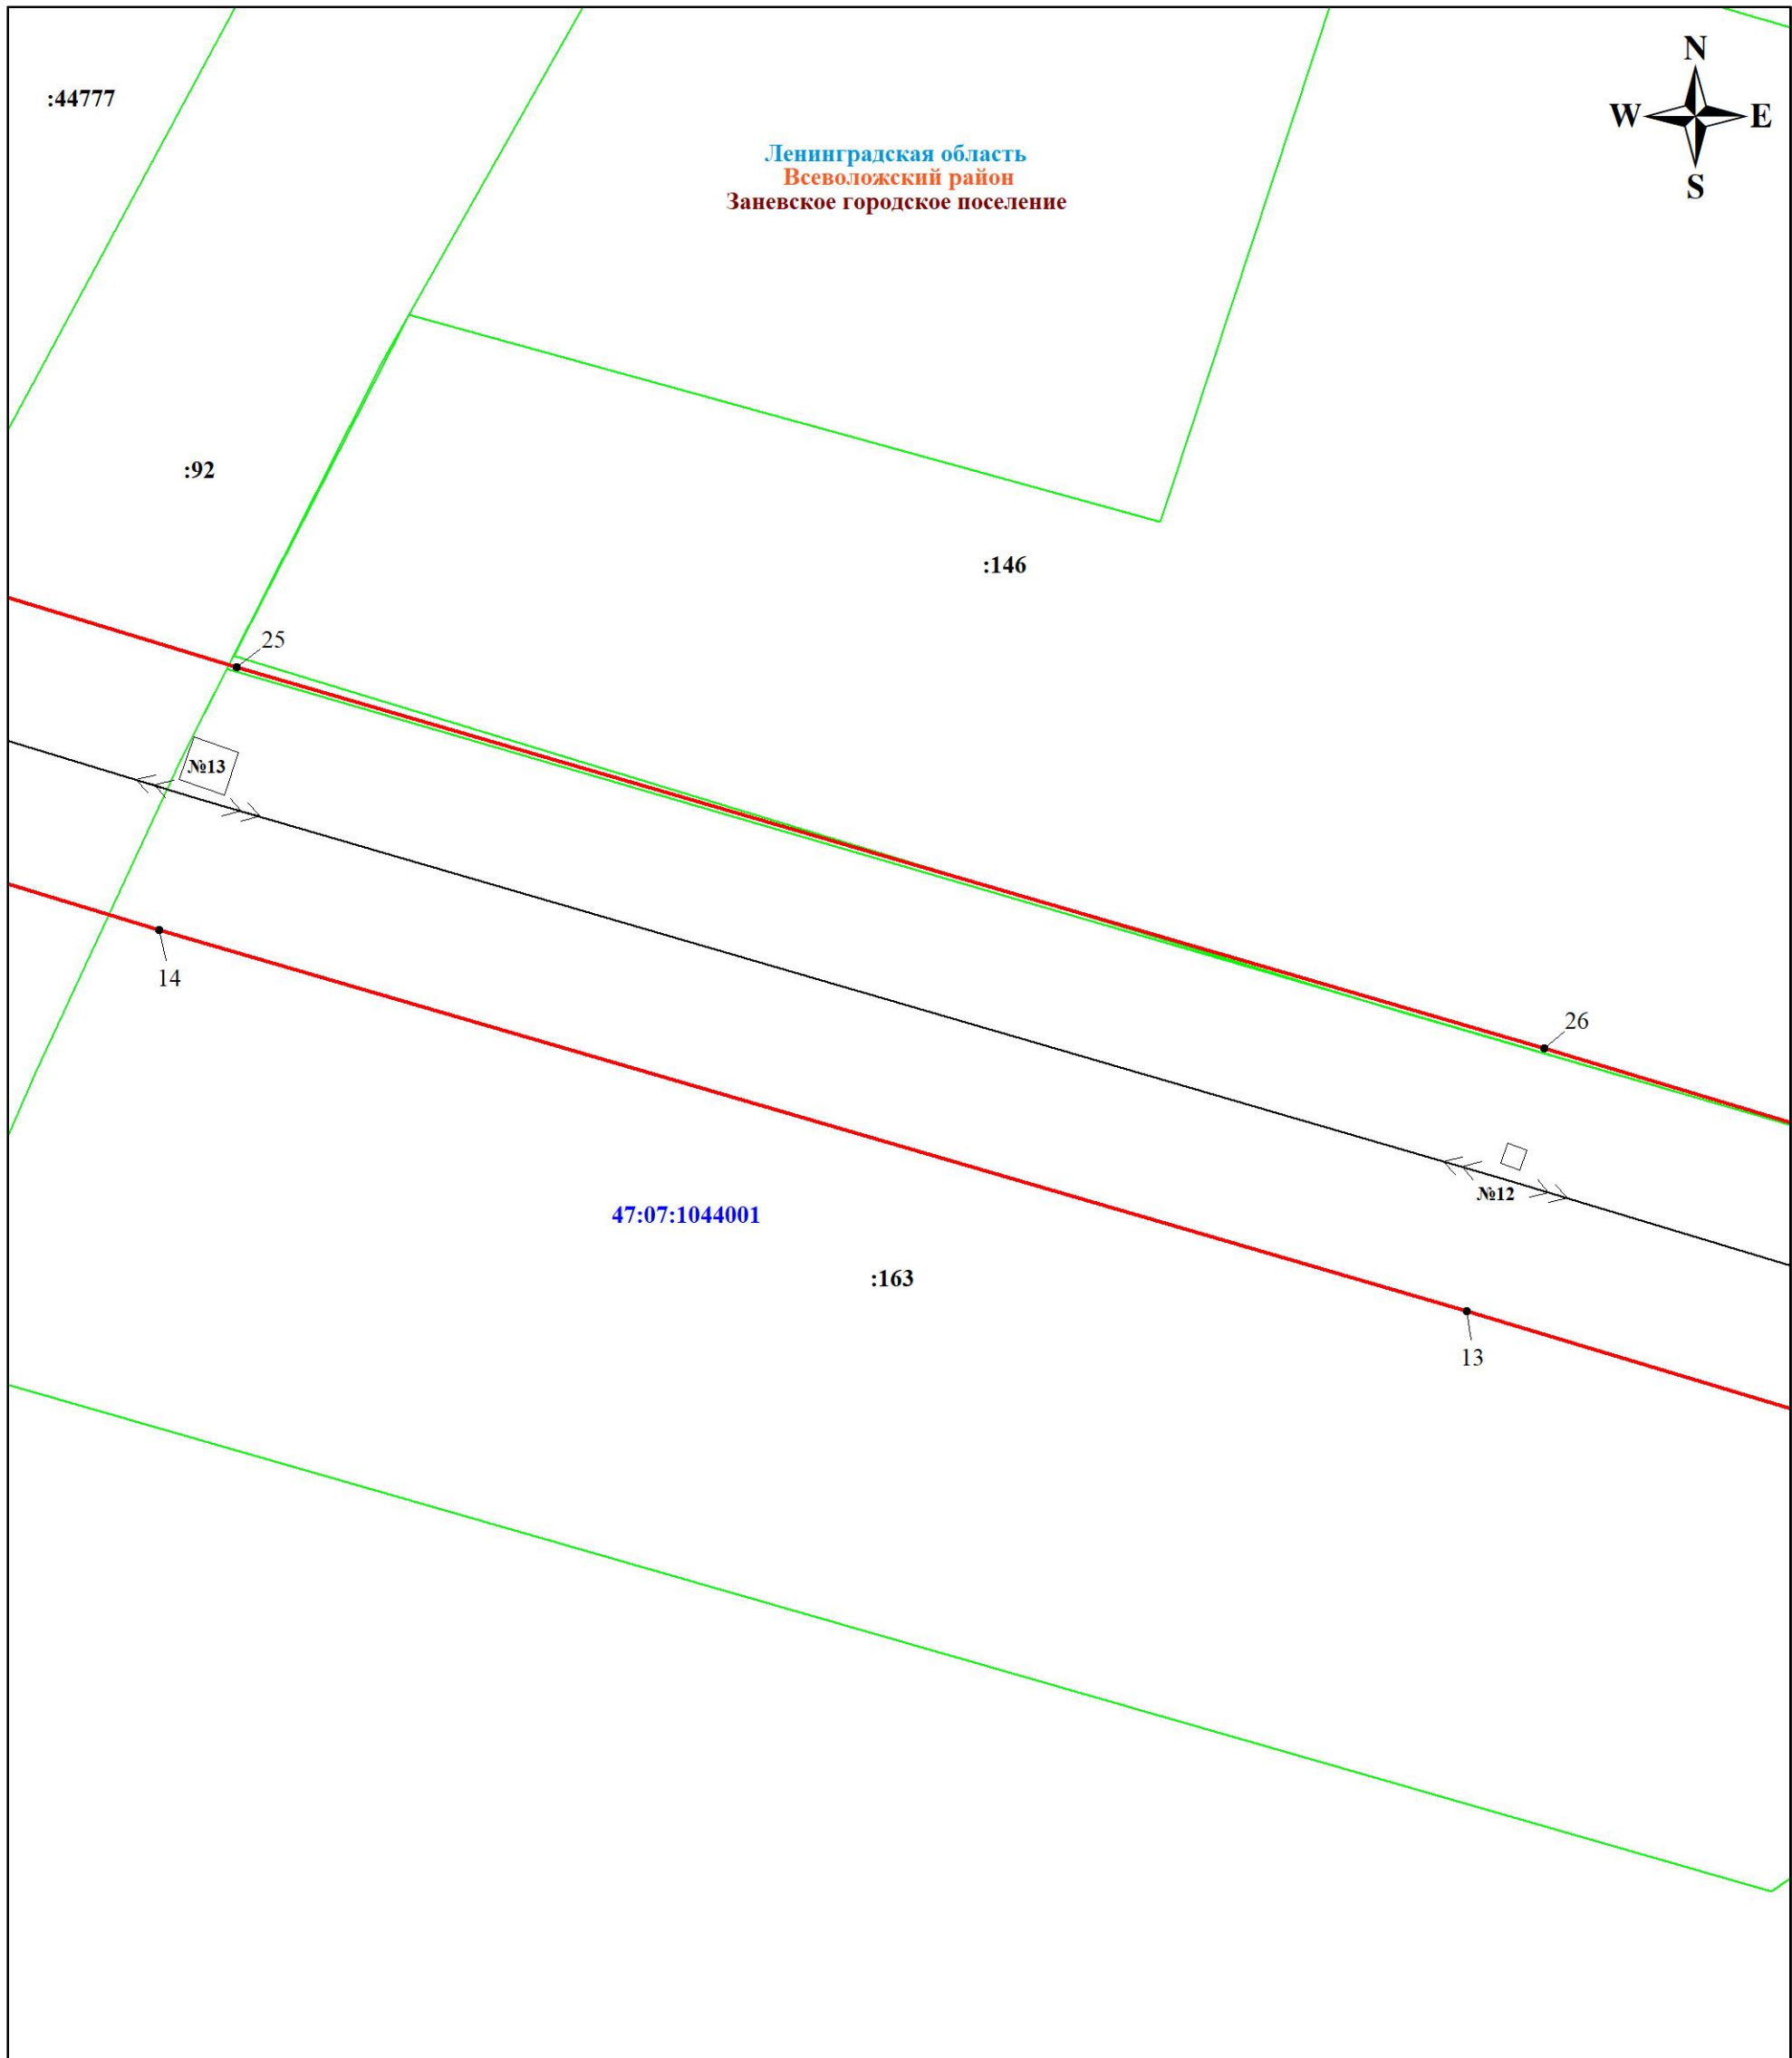 N
:44777
W E
Ленинградская область
Всеволожский район
Заневское городское поселение
S
:92
:146
25
№13
14
26
№12
47:07:1044001
:163
13